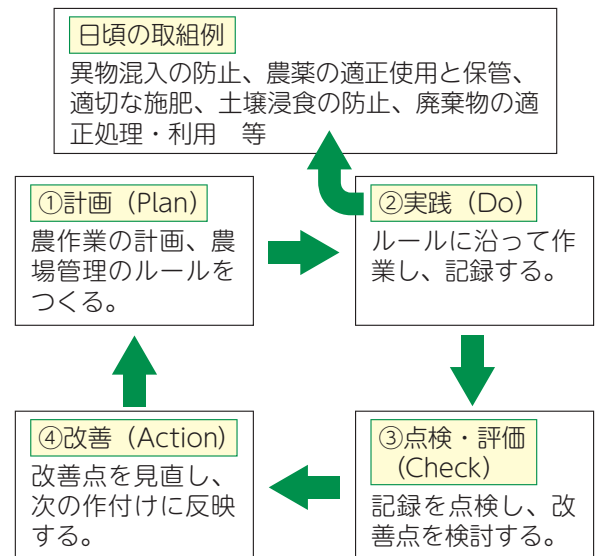 日頃の取組例
異物混入の防止、農薬の適正使用と保管、
適切な施肥、土壌浸食の防止、廃棄物の適
正処理・利用　等
①計画（Plan）
農作業の計画、農
場管理のルールを
つくる。
②実践（Do）
ルールに沿って作
業し、記録する。
③点検・評価
（Check）
記録を点検し、改
善点を検討する。
④改善（Action）
改善点を見直し、
次の作付けに反映
する。